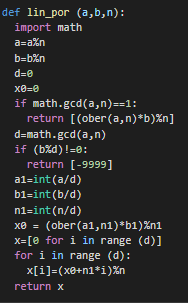 def lin_por (a,b,n):
  import math
  a=a%n
  b=b%n
  d=0
  x0=0
  if math.gcd(a,n)==1:
    return [(ober(a,n)*b)%n]
  d=math.gcd(a,n)
  if (b%d)!=0:
    return [-9999]
  a1=int(a/d)
  b1=int(b/d)
  n1=int(n/d)
  x0 = (ober(a1,n1)*b1)%n1
  x=[0 for i in range (d)]
  for i in range (d):
    x[i]=(x0+n1*i)%n
  return x